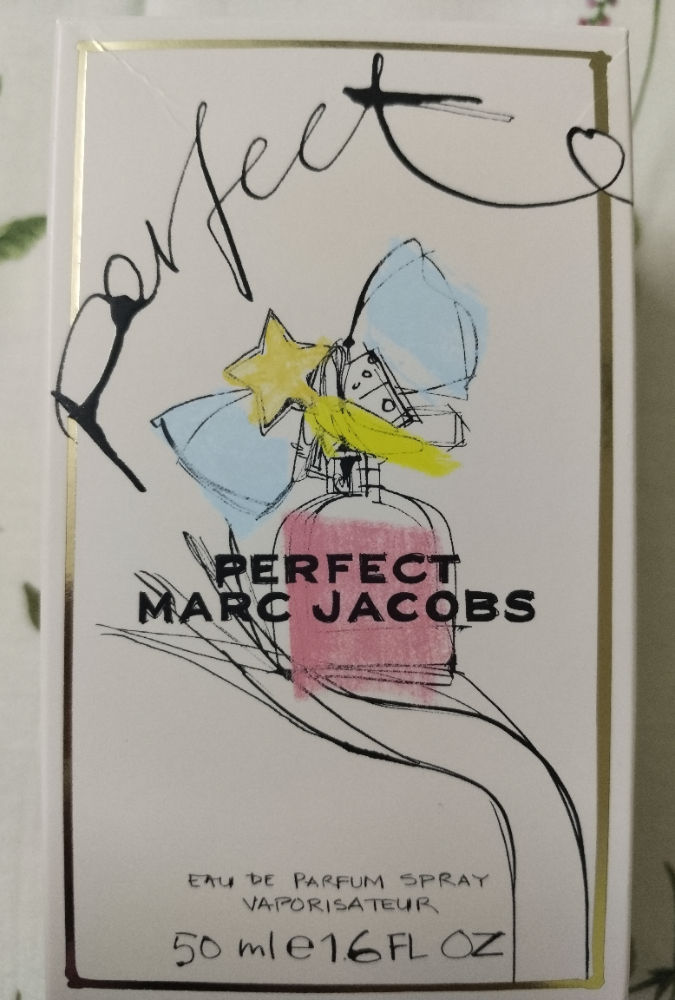 perfect
PERFECT
MARC JACOBS
EAU DE PARFUM SPRAY
VAPORISATEUR
50 ml e 1.6 FL OZ